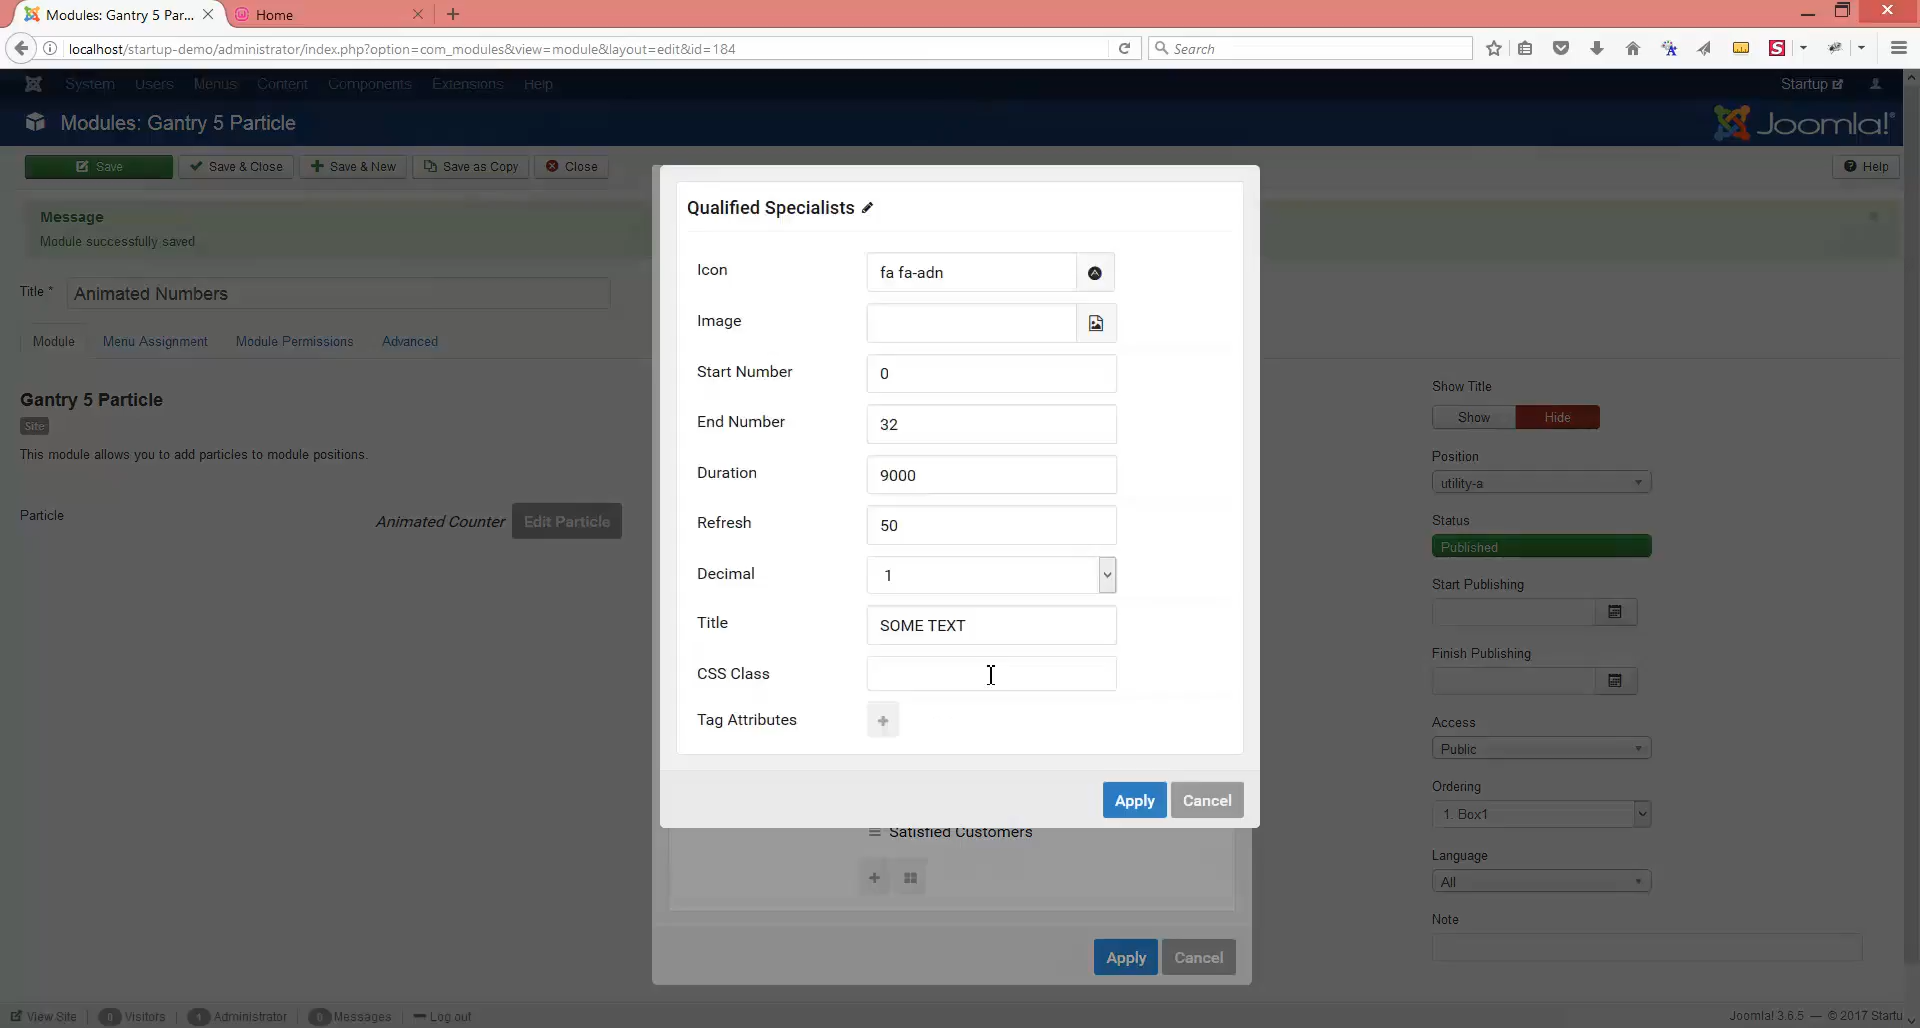 Modules: Gantry 5 Par...
Home
localhost/startup-demo/administrator/index.php?option=com_modules&view=module&layout=edit&id=184
Search
System Users Menus Content Components Extensions Help
Startup
Modules: Gantry 5 Particle
Joomla!
Save
Save & Close
Save & New
Save as Copy
Close
Help
Message
Module successfully saved
Title *
Animated Numbers
Module
Menu Assignment
Module Permissions
Advanced
Gantry 5 Particle
Site
This module allows you to add particles to module positions.
Particle
Animated Counter
Edit Particle
Qualified Specialists
Icon
fa fa-adn
Image
Start Number
0
End Number
32
Duration
9000
Refresh
50
Decimal
1
Title
SOME TEXT
CSS Class
Tag Attributes
Apply
Cancel
Satisfied Customers
Apply
Cancel
Show Title
Show
Hide
Position
utility-a
Status
Published
Start Publishing
Finish Publishing
Access
Public
Ordering
1. Box1
Language
All
Note
View Site
0 Visitors
1 Administrator
0 Messages
Log out
Joomla! 3.6.5 — © 2017 Startu